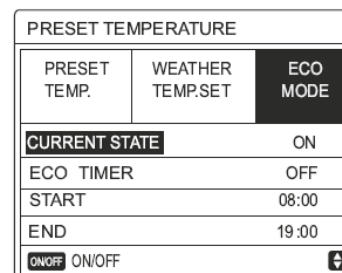 PRESET TEMPERATURE
PRESET TEMP.
WEATHER TEMP.SET
ECO MODE
CURRENT STATE ON
ECO TIMER OFF
START 08:00
END 19:00
ON/OFF ON/OFF